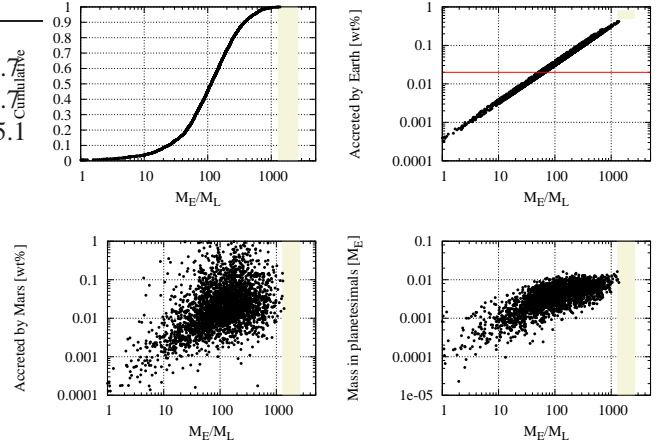 .7
.7
5.1
Cumulative
1
0.9
0.8
0.7
0.6
0.5
0.4
0.3
0.2
0.1
0
1 10 100 1000
M_E/M_L
Accreted by Earth [wt%]
1
0.1
0.01
0.001
0.0001
1 10 100 1000
M_E/M_L
Accreted by Mars [wt%]
1
0.1
0.01
0.001
0.0001
1 10 100 1000
M_E/M_L
Mass in planetesimals [M_E]
0.1
0.01
0.001
0.0001
1e-05
1 10 100 1000
M_E/M_L